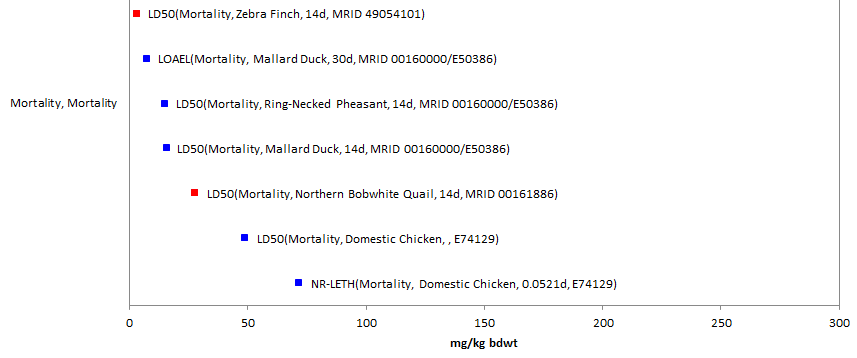 LD50(Mortality, Zebra Finch, 14d, MRID 49054101)
LOAEL(Mortality, Mallard Duck, 30d, MRID 00160000/E50386)
Mortality, Mortality
LD50(Mortality, Ring-Necked Pheasant, 14d, MRID 00160000/E50386)
LD50(Mortality, Mallard Duck, 14d, MRID 00160000/E50386)
LD50(Mortality, Northern Bobwhite Quail, 14d, MRID 00161886)
LD50(Mortality, Domestic Chicken, , E74129)
NR-LETH(Mortality, Domestic Chicken, 0.0521d, E74129)
0 50 100 150 200 250 300
mg/kg bdwt